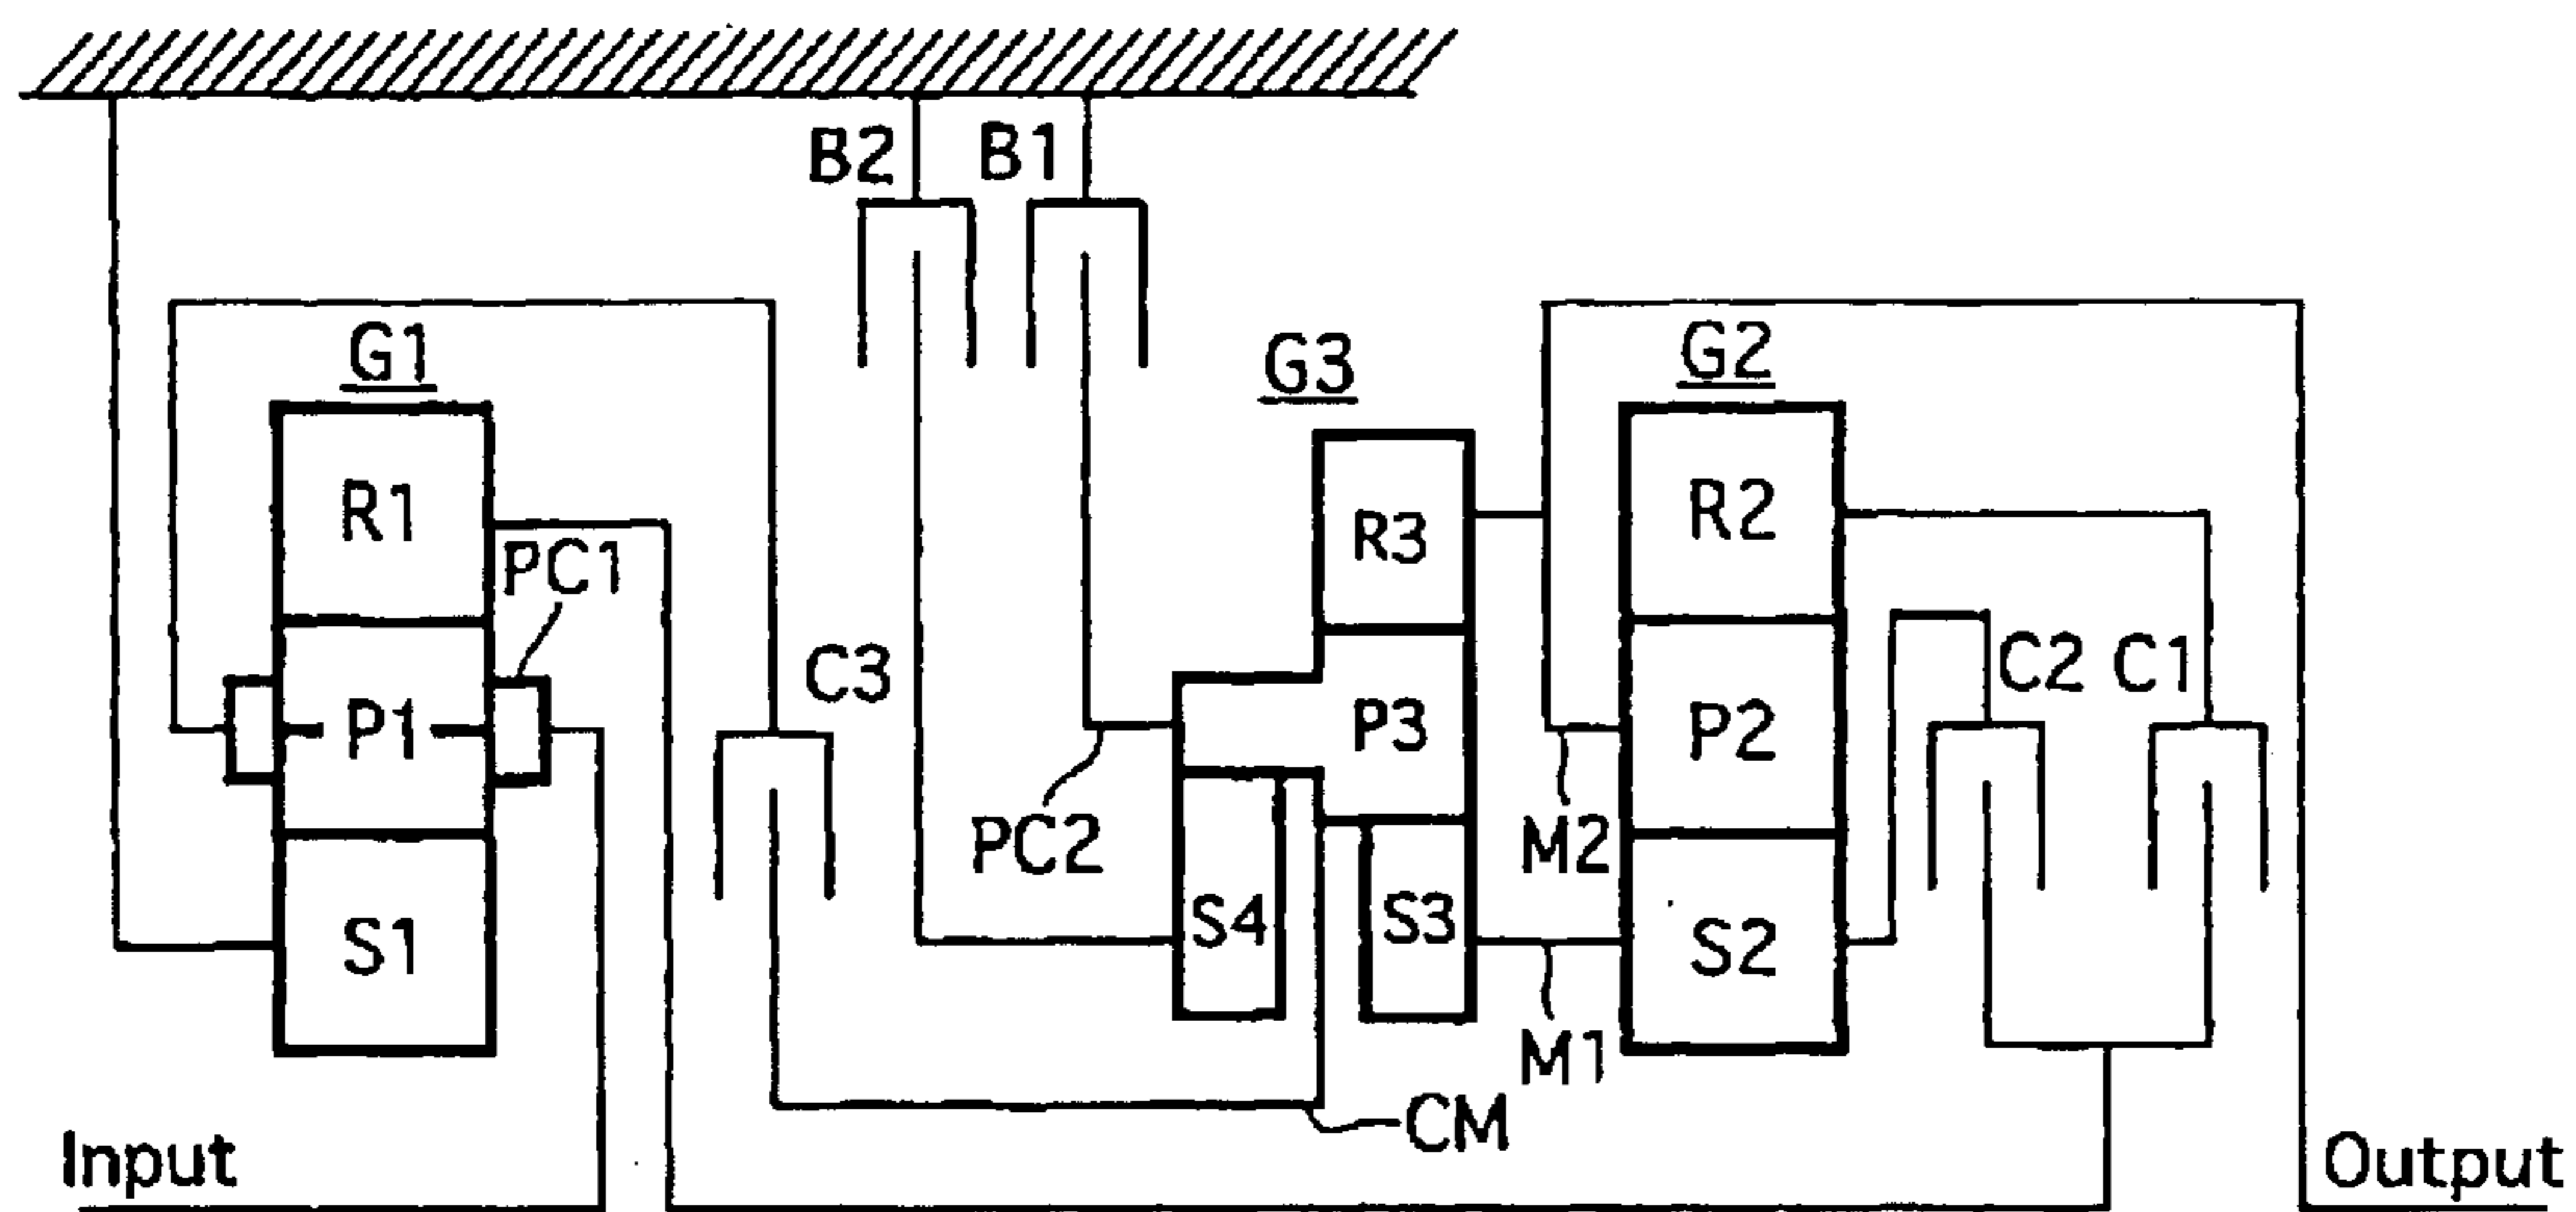 B2
B1
G1
G3
G2
R1
PC1
R3
R2
C3
C2
C1
P1
P3
P2
PC2
M2
S1
S4
S3
S2
M1
CM
Input
Output